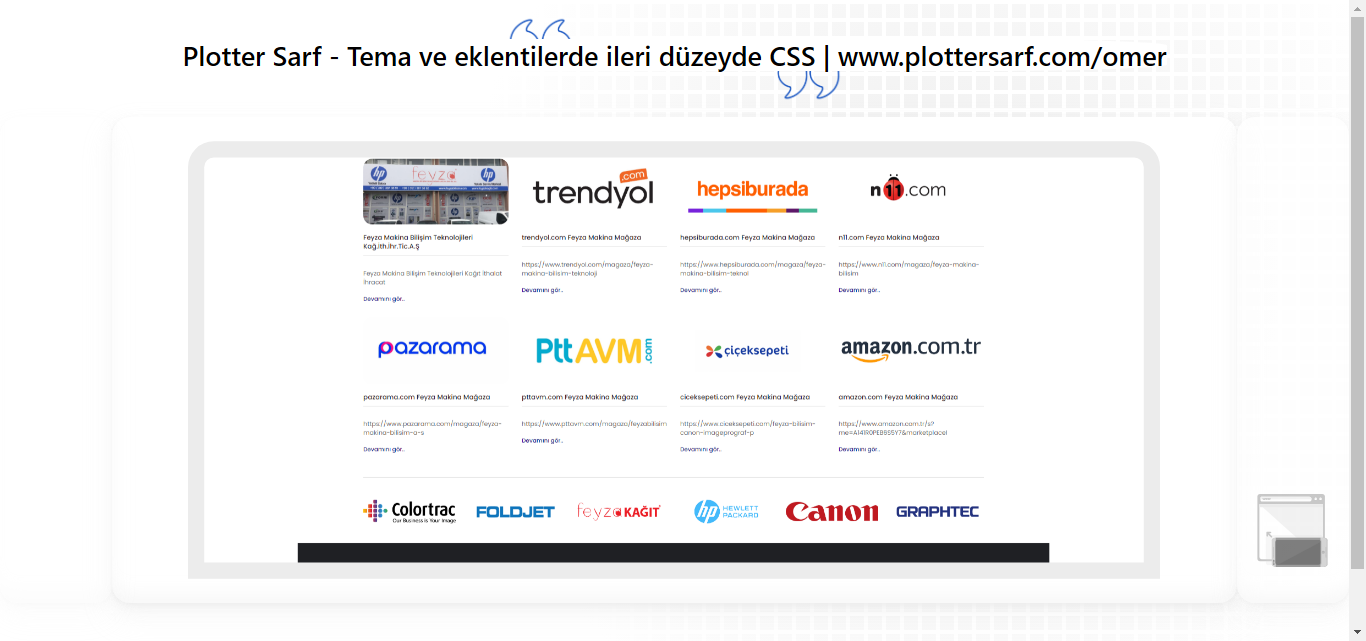 Plotter Sarf - Tema ve eklentilerde ileri düzeyde CSS | www.plottersarf.com/omer
hp feyza hp
trendyol .com
hepsiburada
n11.com
Feyza Makina Bilişim Teknolojileri
Kağ.İth.İhr.Tic.A.Ş
trendyol.com Feyza Makina Mağaza
hepsiburada.com Feyza Makina Mağaza
n11.com Feyza Makina Mağaza
Feyza Makina Bilişim Teknolojileri Kağıt İthalat
İhracat
https://www.trendyol.com/magaza/feyza-
makina-bilisim-teknoloji
https://www.hepsiburada.com/magaza/feyza-
makina-bilisim-teknol
https://www.n11.com/magaza/feyza-makina-
bilisim
Devamını gör..
Devamını gör..
Devamını gör..
Devamını gör..
pazarama
PttAVM.com
çiçeksepeti
amazon.com.tr
pazarama.com Feyza Makina Mağaza
pttavm.com Feyza Makina Mağaza
ciceksepeti.com Feyza Makina Mağaza
amazon.com Feyza Makina Mağaza
https://www.pazarama.com/magaza/feyza-
makina-bilisim-a-s
https://www.pttavm.com/magaza/feyzabilisim
https://www.ciceksepeti.com/feyza-bilisim-
canon-imageprograf-p
https://www.amazon.com.tr/s?
me=A141R0PEB6S5Y7&marketplaceI
Devamını gör..
Devamını gör..
Devamını gör..
Devamını gör..
Colortrac
Our Business is Your Image
FOLDJET
feyza KAĞIT
hp HEWLETT
PACKARD
Canon
GRAPHTEC